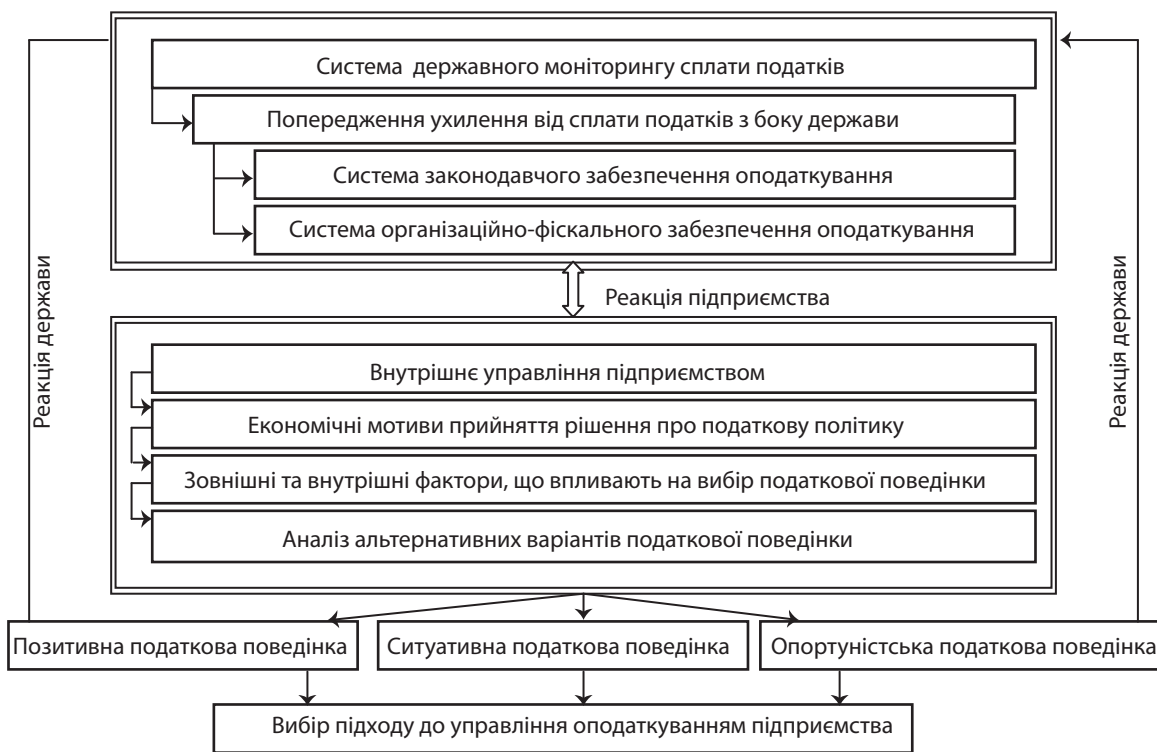 Система державного моніторингу сплати податків
Попередження ухилення від сплати податків з боку держави
Система законодавчого забезпечення оподаткування
Система організаційно-фіскального забезпечення оподаткування
Реакція держави
Реакція підприємства
Реакція держави
Внутрішнє управління підприємством
Економічні мотиви прийняття рішення про податкову політику
Зовнішні та внутрішні фактори, що впливають на вибір податкової поведінки
Аналіз альтернативних варіантів податкової поведінки
Позитивна податкова поведінка
Ситуативна податкова поведінка
Опортуністська податкова поведінка
Вибір підходу до управління оподаткуванням підприємства